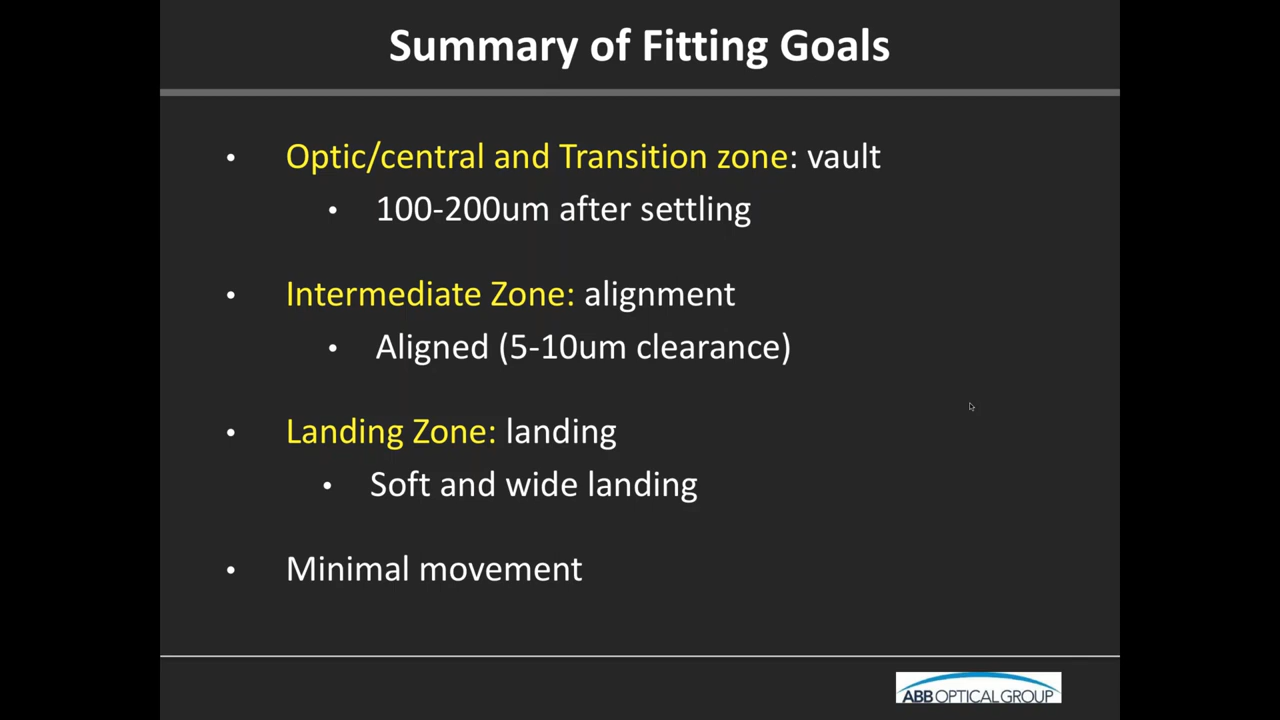 Summary of Fitting Goals
• Optic/central and Transition zone: vault
• 100-200um after settling
• Intermediate Zone: alignment
• Aligned (5-10um clearance)
• Landing Zone: landing
• Soft and wide landing
• Minimal movement
ABB OPTICAL GROUP